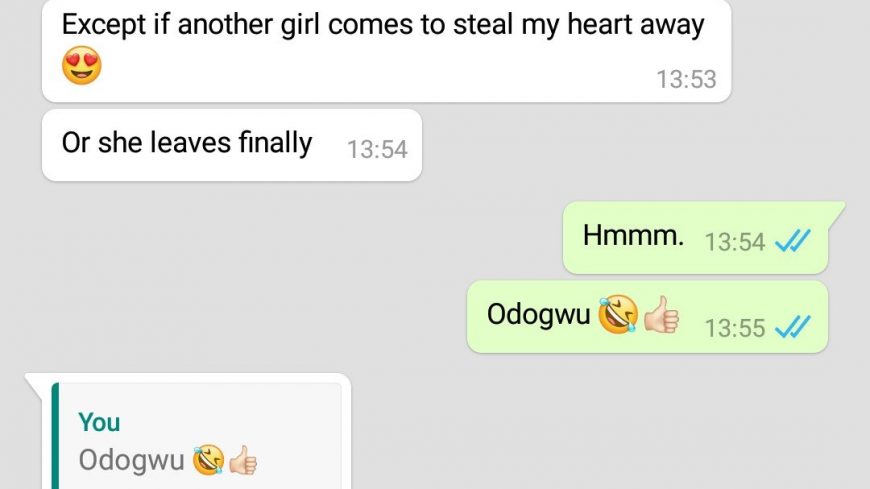 Except if another girl comes to steal my heart away
😍 13:53
Or she leaves finally 13:54
Hmmm. 13:54
Odogwu 🤣👍🏻 13:55
You
Odogwu 🤣👍🏻